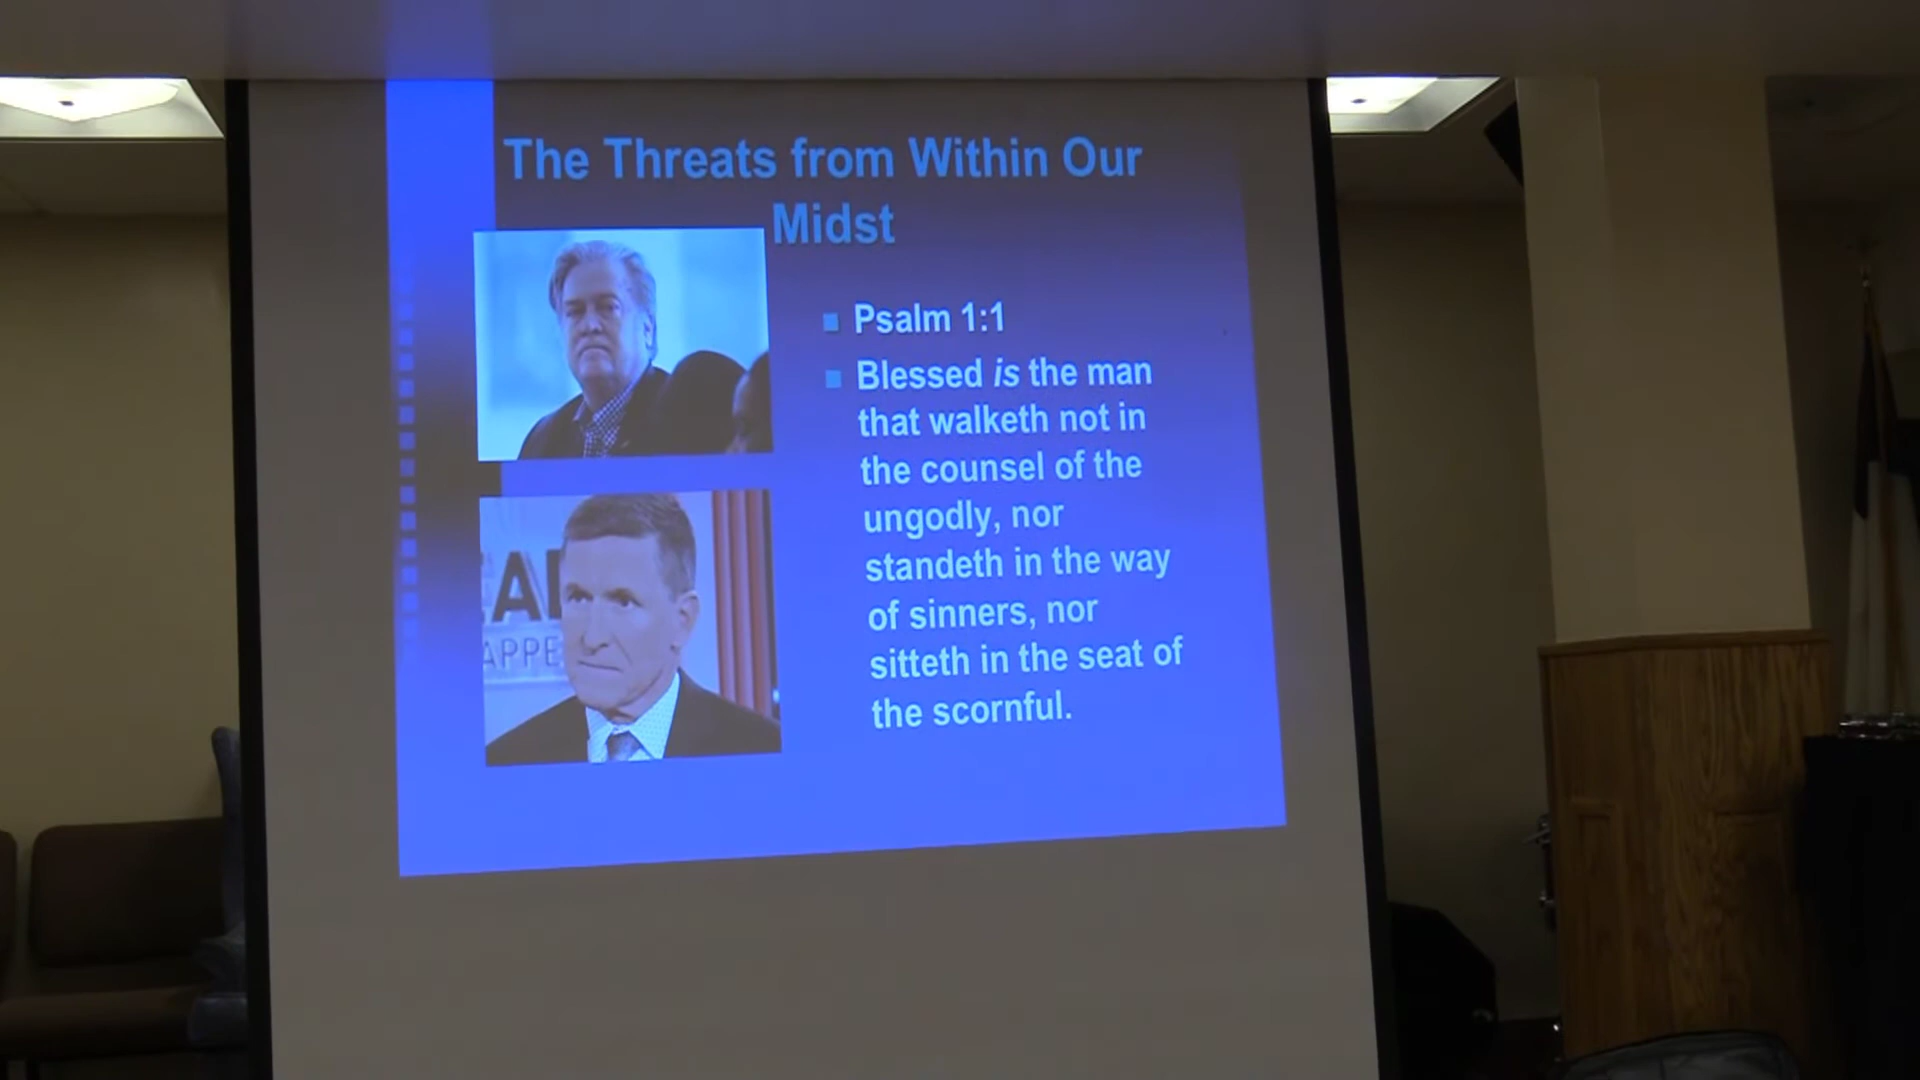 The Threats from Within Our
Midst
Psalm 1:1
Blessed is the man
that walketh not in
the counsel of the
ungodly, nor
standeth in the way
of sinners, nor
sitteth in the seat of
the scornful.